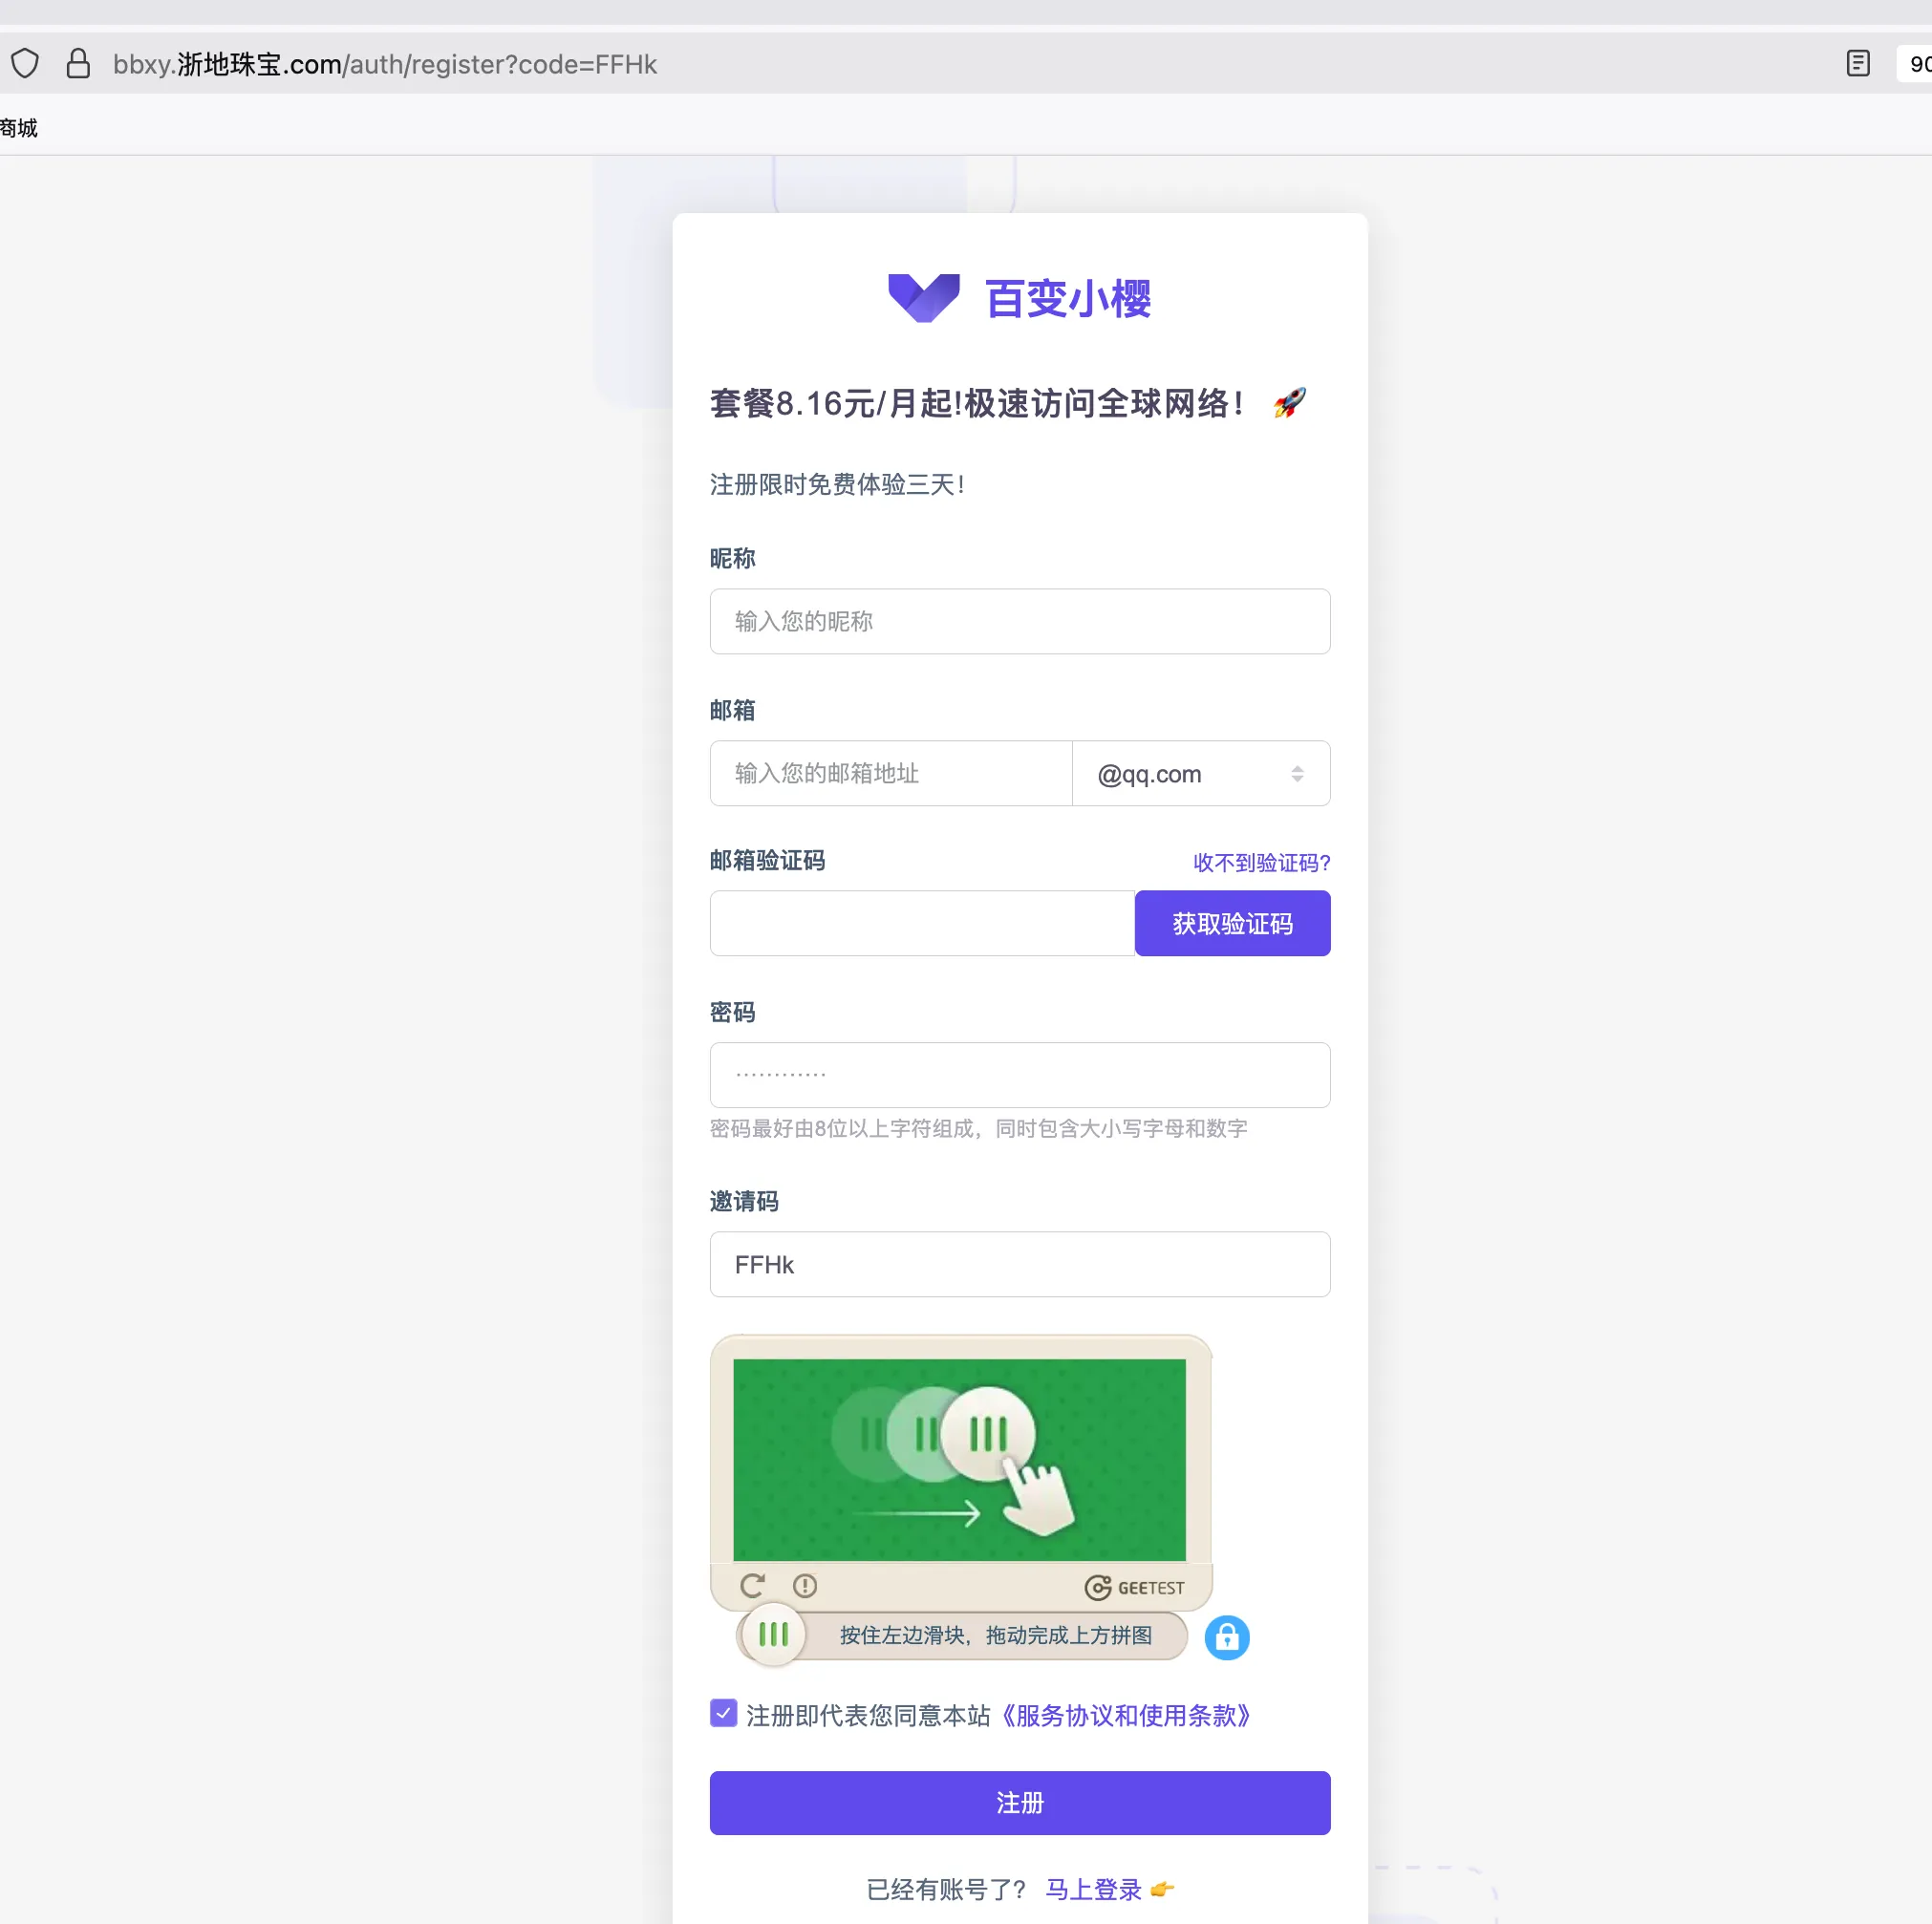 bbxy.浙地珠宝.com/auth/register?code=FFHk
90
商城
百变小樱
套餐8.16元/月起!极速访问全球网络！ 🚀
注册限时免费体验三天！
昵称
输入您的昵称
邮箱
输入您的邮箱地址
@qq.com
邮箱验证码
收不到验证码?
获取验证码
密码
············
密码最好由8位以上字符组成，同时包含大小写字母和数字
邀请码
FFHk
GEETEST
按住左边滑块，拖动完成上方拼图
注册即代表您同意本站《服务协议和使用条款》
注册
已经有账号了？ 马上登录 👉